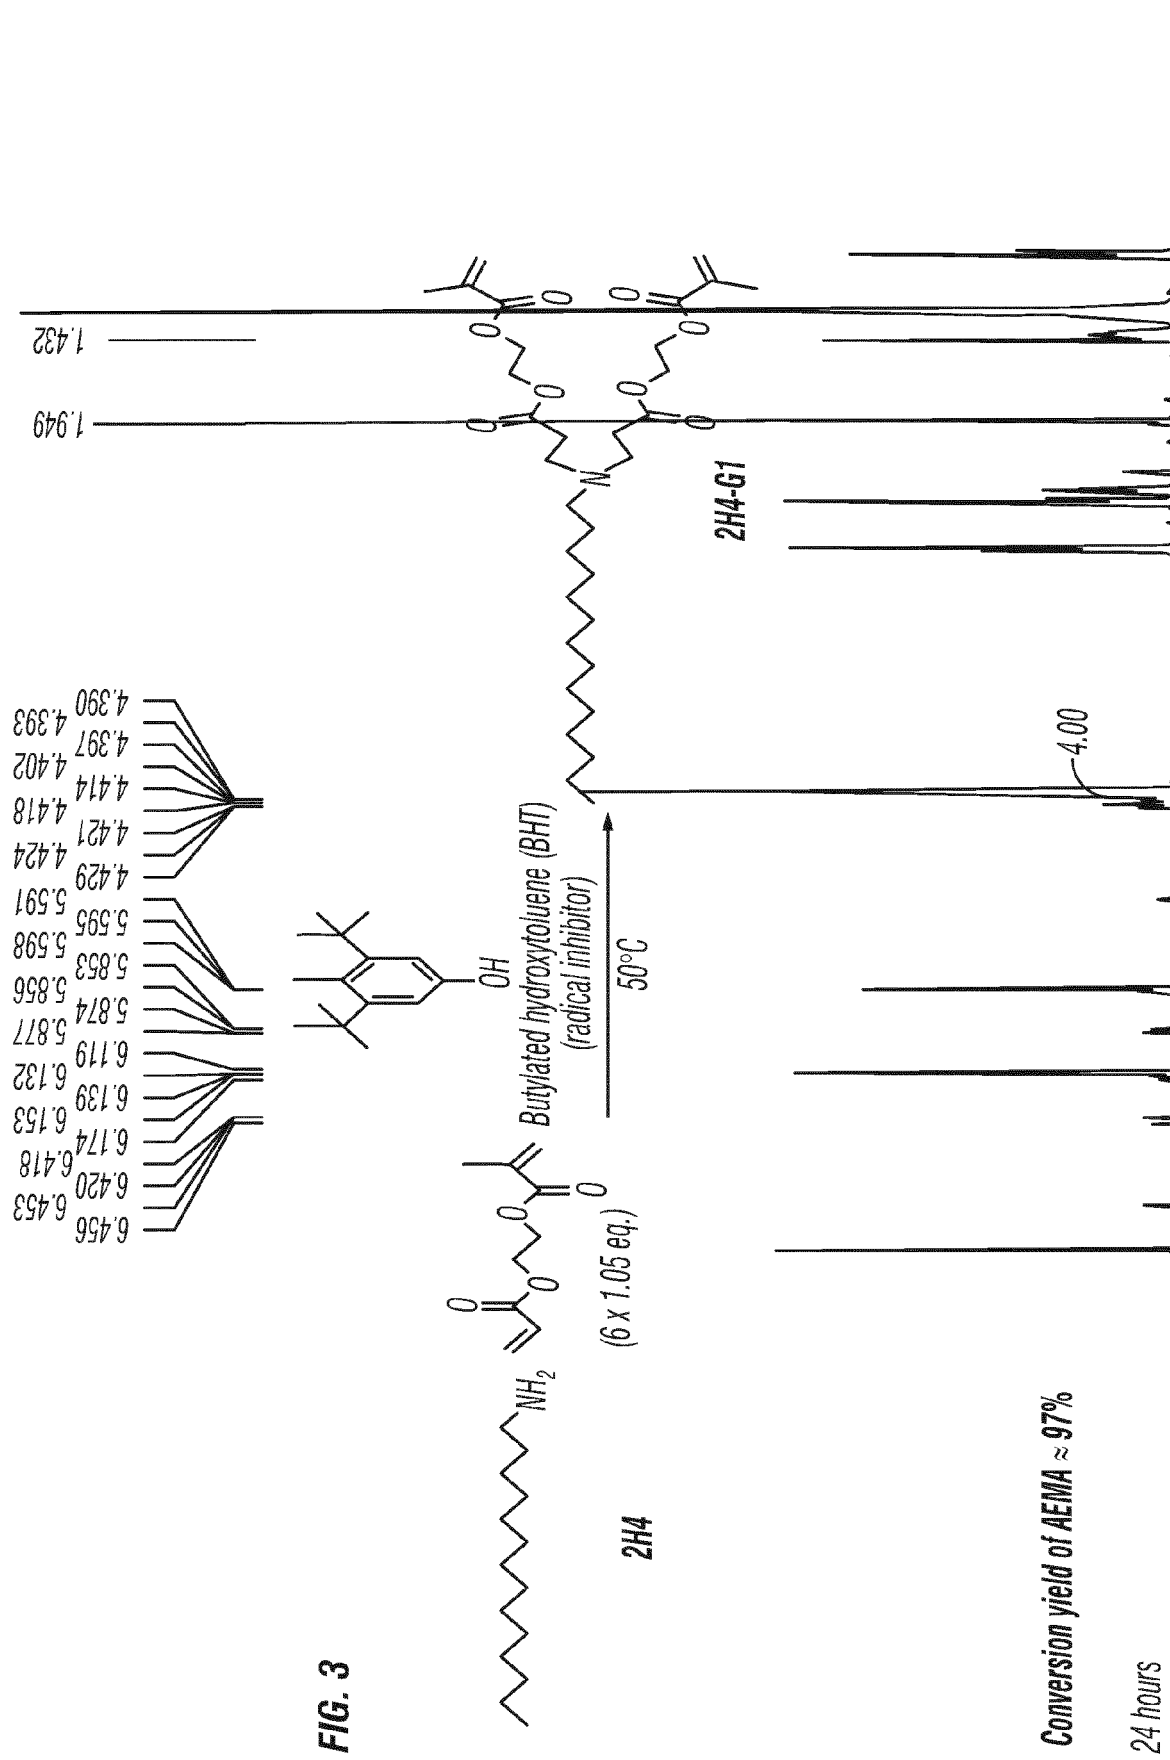 FIG. 3
6.456
6.453
6.420
6.418
6.174
6.153
6.139
6.132
6.119
5.877
5.874
5.856
5.853
5.598
5.595
5.591
4.429
4.424
4.421
4.418
4.414
4.402
4.397
4.393
4.390
1.949
1.432
OH
Butylated hydroxytoluene (BHT)
(radical inhibitor)
50°C
NH2
O
O
O
O
(6 x 1.05 eq.)
2H4
N
O
O
O
O
O
O
O
O
2H4-G1
4.00
Conversion yield of AEMA ≈ 97%
24 hours